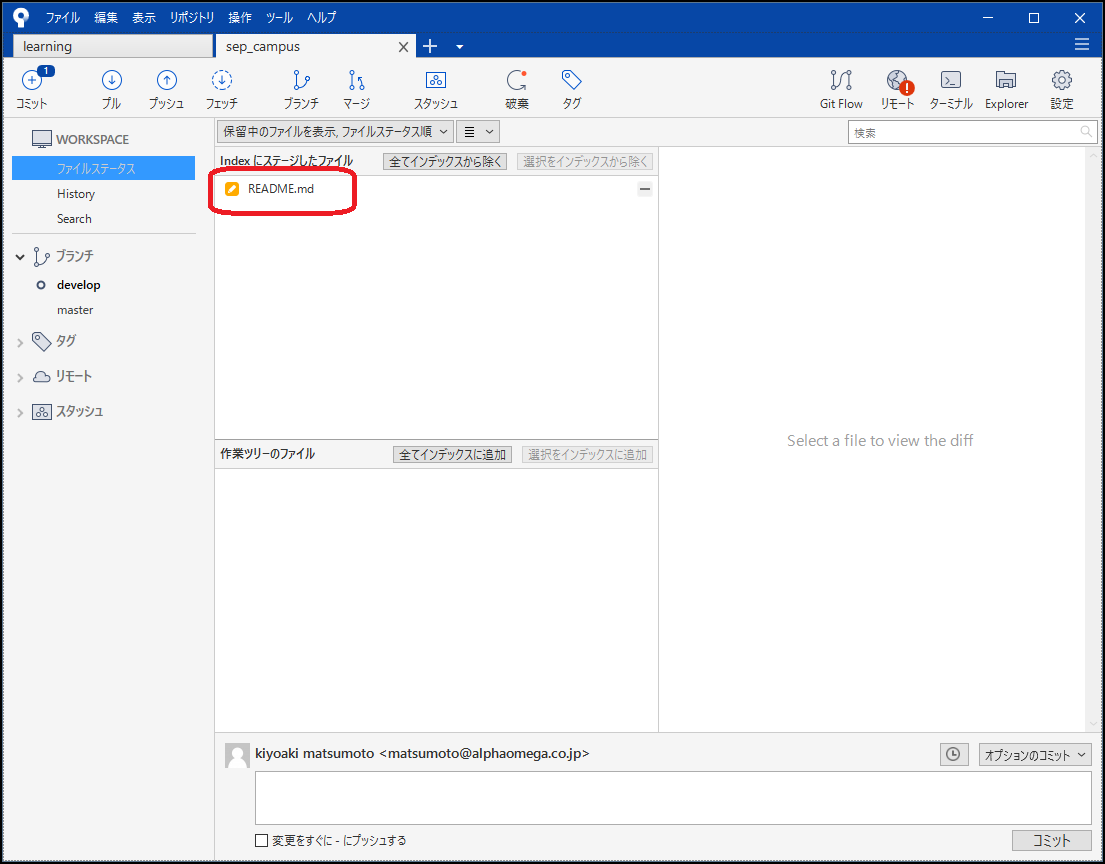 ファイル 編集 表示 リポジトリ 操作 ツール ヘルプ
learning
sep_campus
1
コミット プル プッシュ フェッチ ブランチ マージ スタッシュ 破棄 タグ Git Flow リモート ターミナル Explorer 設定
WORKSPACE
ファイルステータス
History
Search
ブランチ
develop
master
タグ
リモート
スタッシュ
保留中のファイルを表示, ファイルステータス順
検索
Index にステージしたファイル 全てインデックスから除く 選択をインデックスから除く
README.md
作業ツリーのファイル 全てインデックスに追加 選択をインデックスに追加
Select a file to view the diff
kiyoaki matsumoto <matsumoto@alphaomega.co.jp>
オプションのコミット
変更をすぐに - にプッシュする
コミット